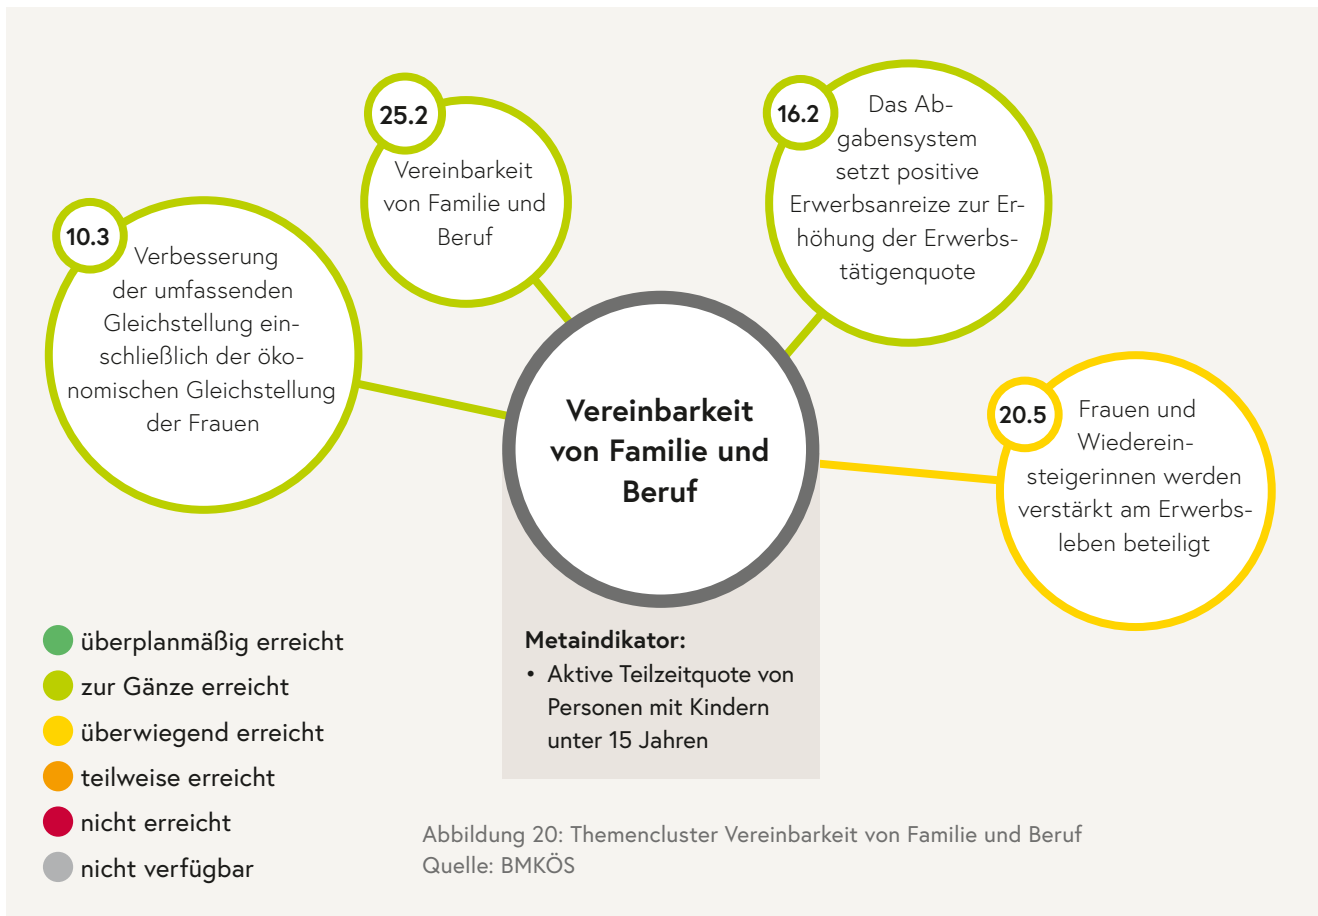 25.2
Vereinbarkeit
von Familie und
Beruf
16.2
Das Ab-
gabensystem
setzt positive
Erwerbsanreize zur Er-
höhung der Erwerbs-
tätigenquote
10.3
Verbesserung
der umfassenden
Gleichstellung ein-
schließlich der öko-
nomischen Gleichstellung
der Frauen
Vereinbarkeit
von Familie und
Beruf
20.5
Frauen und
Wiederein-
steigerinnen werden
verstärkt am Erwerbs-
leben beteiligt
Metaindikator:
• Aktive Teilzeitquote von
Personen mit Kindern
unter 15 Jahren
überplanmäßig erreicht
zur Gänze erreicht
überwiegend erreicht
teilweise erreicht
nicht erreicht
nicht verfügbar
Abbildung 20: Themencluster Vereinbarkeit von Familie und Beruf
Quelle: BMKÖS